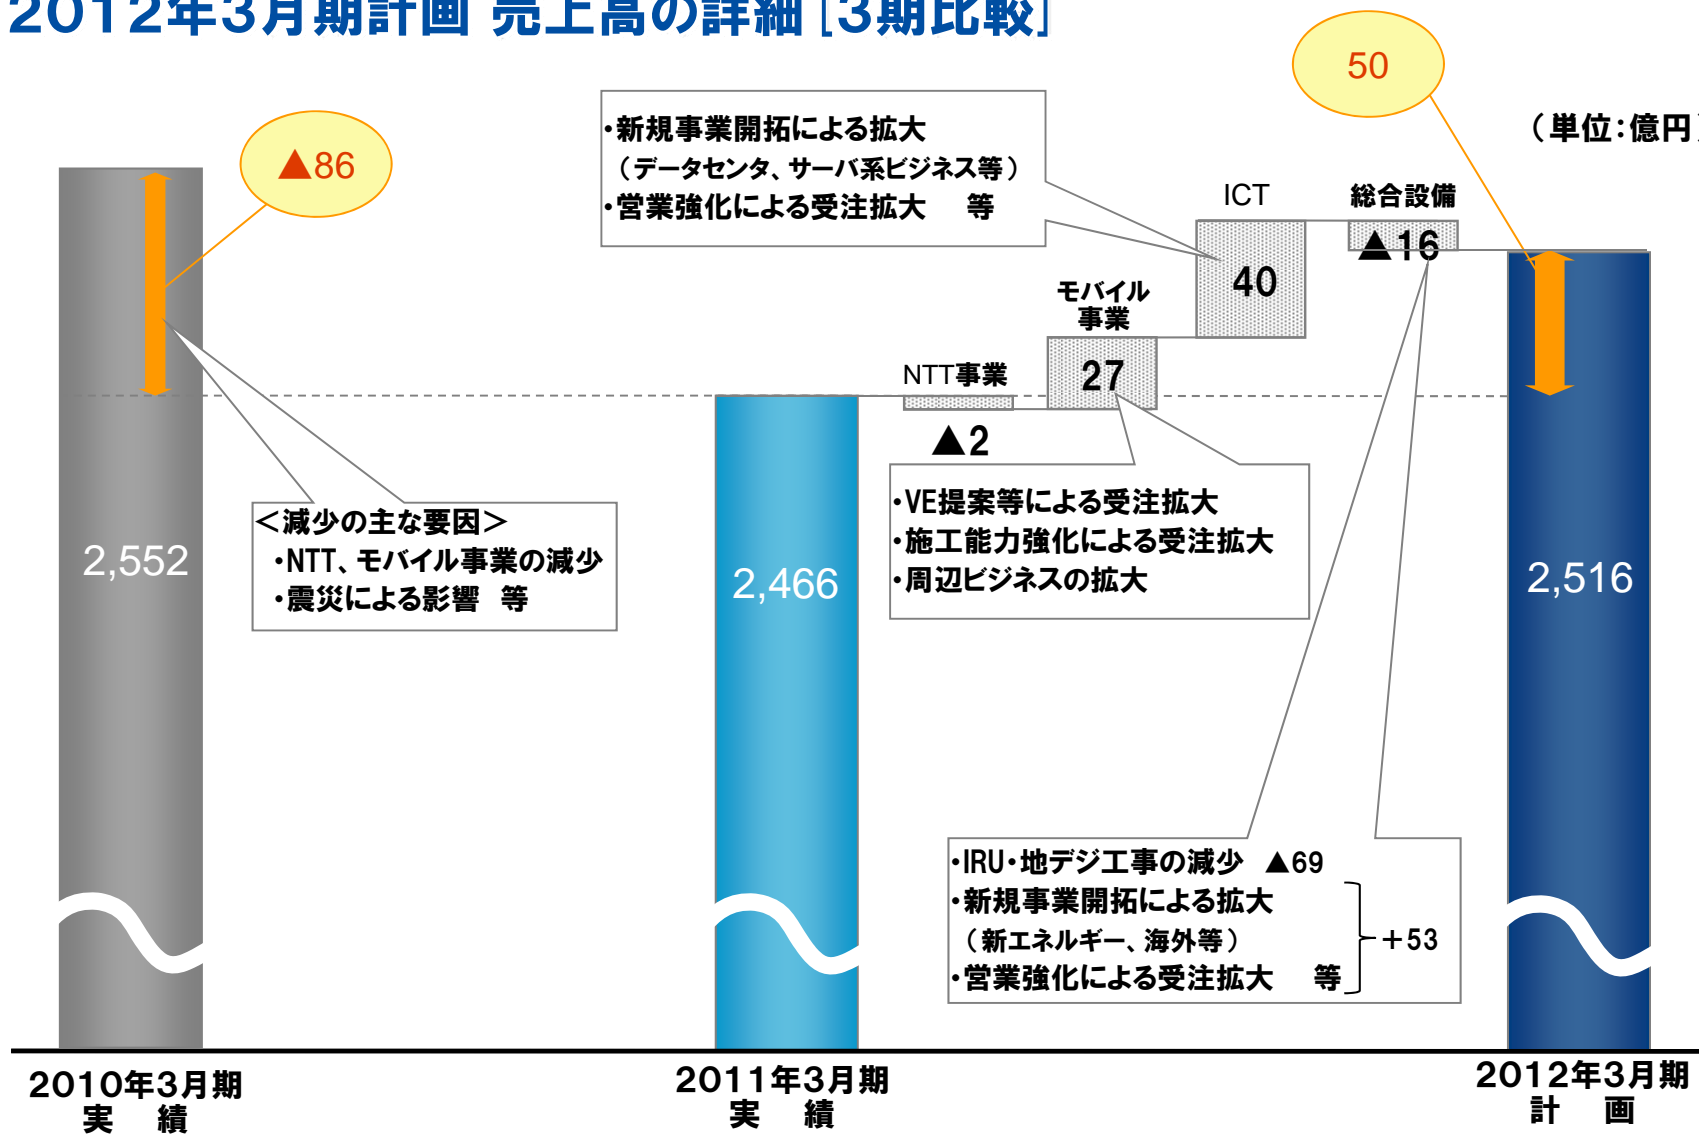 2012年3月期計画 売上高の詳細 [3期比較]
（単位：億円）
▲86
50
・新規事業開拓による拡大
（データセンタ、サーバ系ビジネス等）
・営業強化による受注拡大　等
ICT
40
総合設備
▲16
モバイル
事業
27
NTT事業
▲2
＜減少の主な要因＞
・NTT、モバイル事業の減少
・震災による影響　等
・VE提案等による受注拡大
・施工能力強化による受注拡大
・周辺ビジネスの拡大
2,552
2,466
2,516
・IRU・地デジ工事の減少　▲69
・新規事業開拓による拡大
（新エネルギー、海外等）
・営業強化による受注拡大　等
＋53
2010年3月期
実　績
2011年3月期
実　績
2012年3月期
計　画